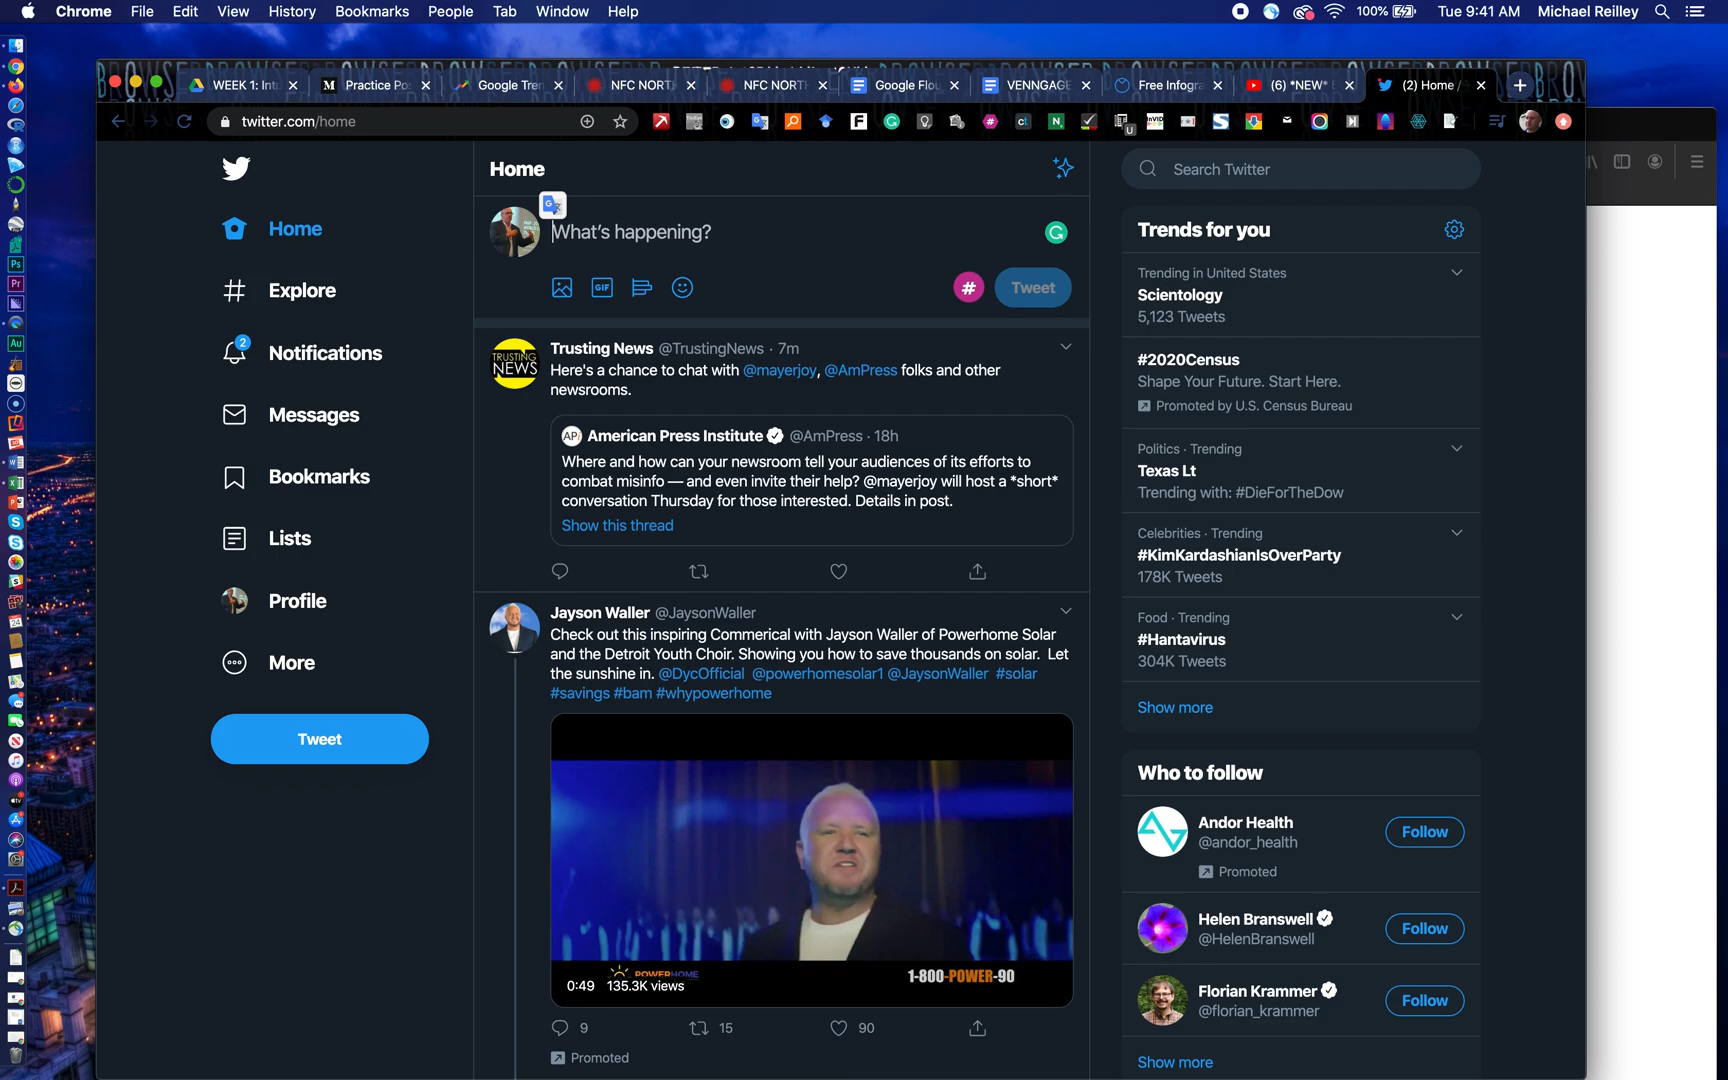 Chrome File Edit View History Bookmarks People Tab Window Help
100% Tue 9:41 AM Michael Reilley
WEEK 1: Int
Practice Po
Google Tren
NFC NORT
NFC NORTH
Google Flou
VENNGAGE
Free Infogra
(6) *NEW*
(2) Home /
twitter.com/home
Home
Explore
2
Notifications
Messages
Bookmarks
Lists
Profile
More
Tweet
Home
What's happening?
GIF
#
Tweet
TRUSTING
NEWS
Trusting News @TrustingNews · 7m
Here's a chance to chat with @mayerjoy, @AmPress folks and other
newsrooms.
American Press Institute @AmPress · 18h
Where and how can your newsroom tell your audiences of its efforts to
combat misinfo — and even invite their help? @mayerjoy will host a *short*
conversation Thursday for those interested. Details in post.
Show this thread
Jayson Waller @JaysonWaller
Check out this inspiring Commerical with Jayson Waller of Powerhome Solar
and the Detroit Youth Choir. Showing you how to save thousands on solar. Let
the sunshine in. @DycOfficial @powerhomesolar1 @JaysonWaller #solar
#savings #bam #whypowerhome
POWERHOME
1-800-POWER-90
0:49 135.3K views
9 15 90
Promoted
Search Twitter
Trends for you
Trending in United States
Scientology
5,123 Tweets
#2020Census
Shape Your Future. Start Here.
Promoted by U.S. Census Bureau
Politics · Trending
Texas Lt
Trending with: #DieForTheDow
Celebrities · Trending
#KimKardashianIsOverParty
178K Tweets
Food · Trending
#Hantavirus
304K Tweets
Show more
Who to follow
Andor Health
@andor_health
Follow
Promoted
Helen Branswell
@HelenBranswell
Follow
Florian Krammer
@florian_krammer
Follow
Show more